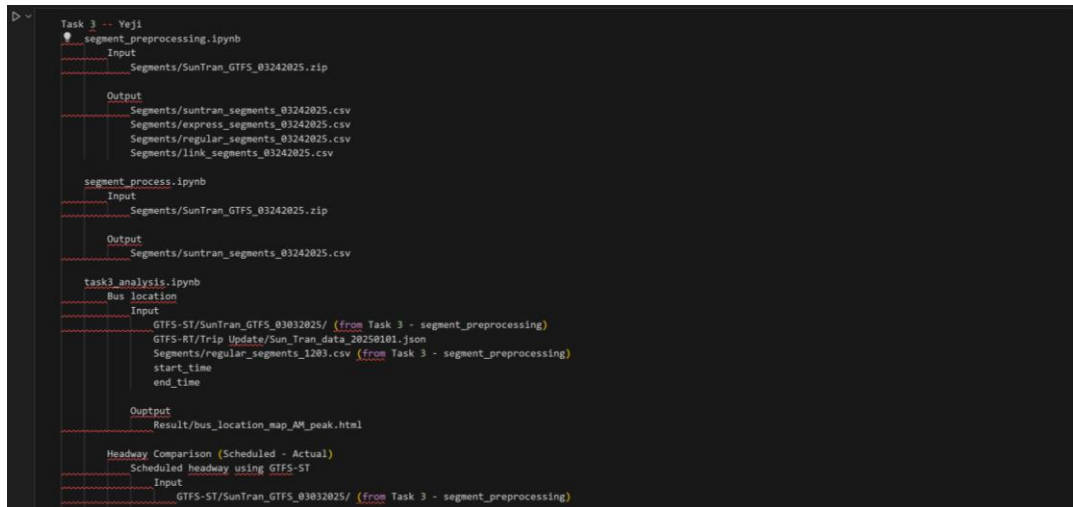 Task 3 -- Yeji
segment_preprocessing.ipynb
Input
Segments/SunTran_GTFS_03242025.zip
Output
Segments/suntran_segments_03242025.csv
Segments/express_segments_03242025.csv
Segments/regular_segments_03242025.csv
Segments/link_segments_03242025.csv
segment_process.ipynb
Input
Segments/SunTran_GTFS_03242025.zip
Output
Segments/suntran_segments_03242025.csv
task3_analysis.ipynb
Bus location
Input
GTFS-ST/SunTran_GTFS_03032025/ (from Task 3 - segment_preprocessing)
GTFS-RT/Trip Update/Sun_Tran_data_20250101.json
Segments/regular_segments_1203.csv (from Task 3 - segment_preprocessing)
start_time
end_time
Ouptput
Result/bus_location_map_AM_peak.html
Headway Comparison (Scheduled - Actual)
Scheduled headway using GTFS-ST
Input
GTFS-ST/SunTran_GTFS_03032025/ (from Task 3 - segment_preprocessing)